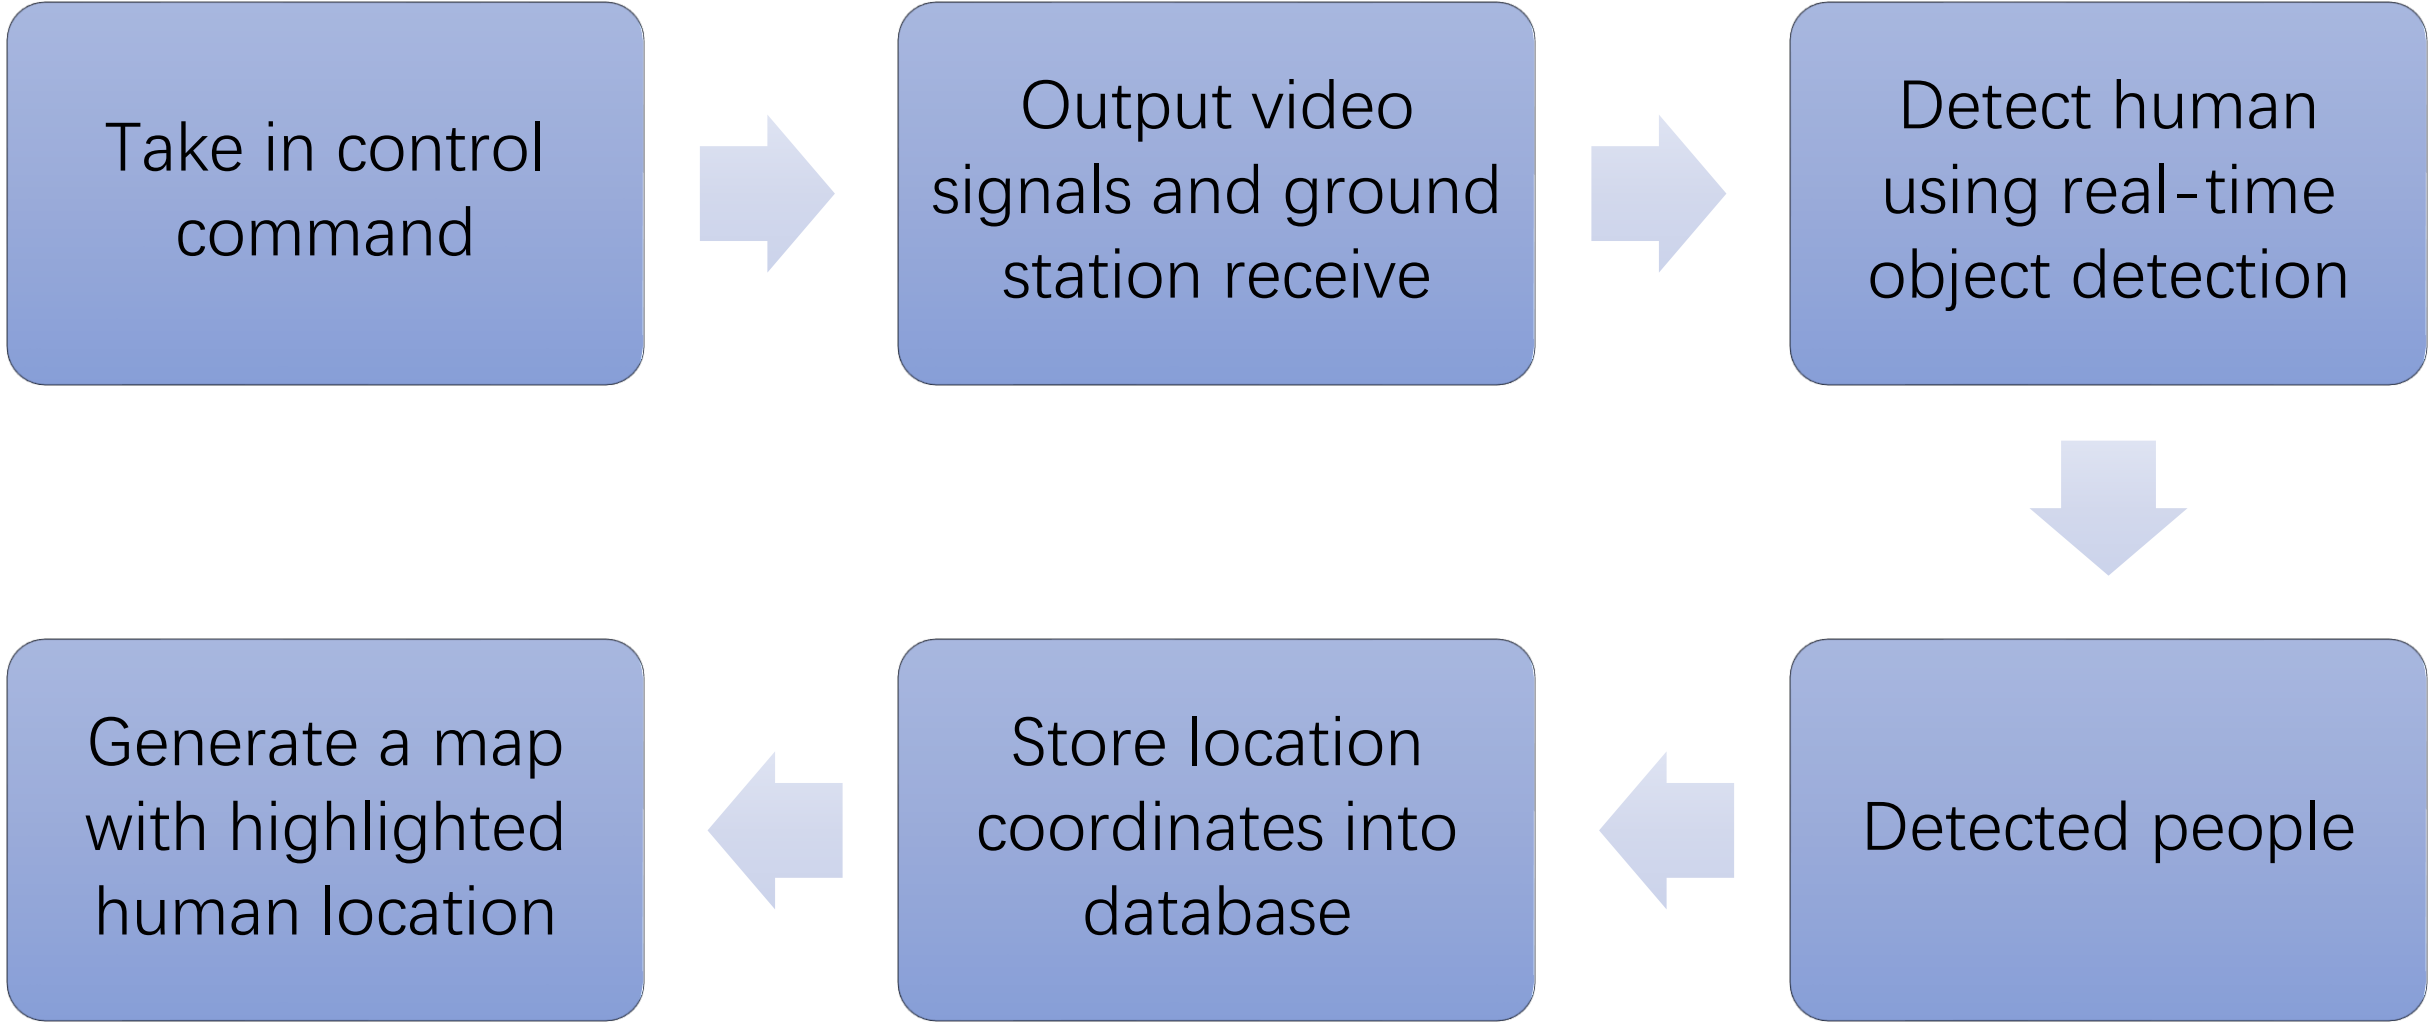 Take in control
command
Output video
signals and ground
station receive
Detect human
using real-time
object detection
Detected people
Store location
coordinates into
database
Generate a map
with highlighted
human location